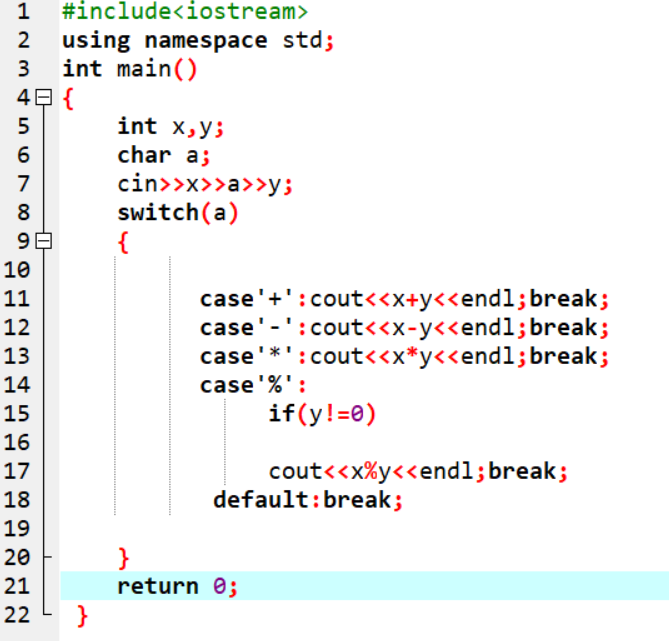 1 #include<iostream>
2 using namespace std;
3 int main()
4 {
5 int x,y;
6 char a;
7 cin>>x>>a>>y;
8 switch(a)
9 {
10
11 case'+':cout<<x+y<<endl;break;
12 case'-':cout<<x-y<<endl;break;
13 case'*':cout<<x*y<<endl;break;
14 case'%':
15 if(y!=0)
16
17 cout<<x%y<<endl;break;
18 default:break;
19
20 }
21 return 0;
22 }